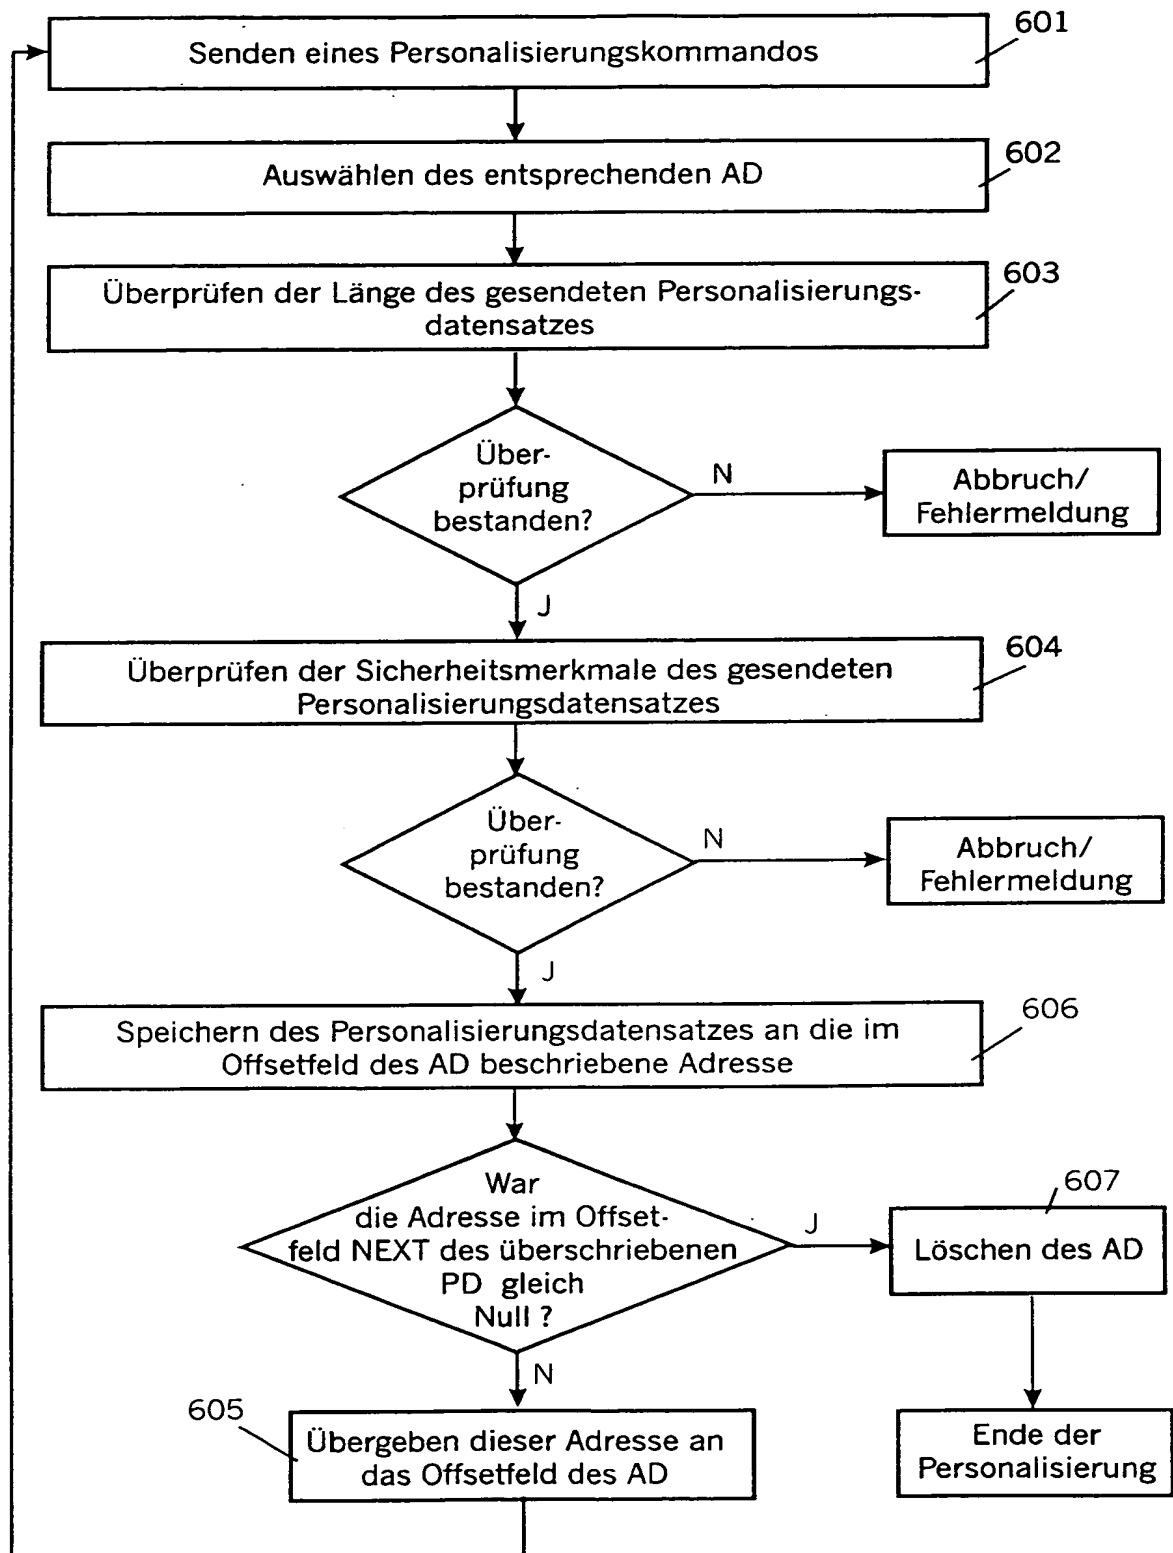 601
Senden eines Personalisierungskommandos
602
Auswählen des entsprechenden AD
603
Überprüfen der Länge des gesendeten Personalisierungs-
datensatzes
Über-
prüfung
bestanden?
N
Abbruch/
Fehlermeldung
J
604
Überprüfen der Sicherheitsmerkmale des gesendeten
Personalisierungsdatensatzes
Über-
prüfung
bestanden?
N
Abbruch/
Fehlermeldung
J
606
Speichern des Personalisierungsdatensatzes an die im
Offsetfeld des AD beschriebene Adresse
War
die Adresse im Offset-
feld NEXT des überschriebenen
PD gleich
Null ?
J
607
Löschen des AD
N
605
Übergeben dieser Adresse an
das Offsetfeld des AD
Ende der
Personalisierung